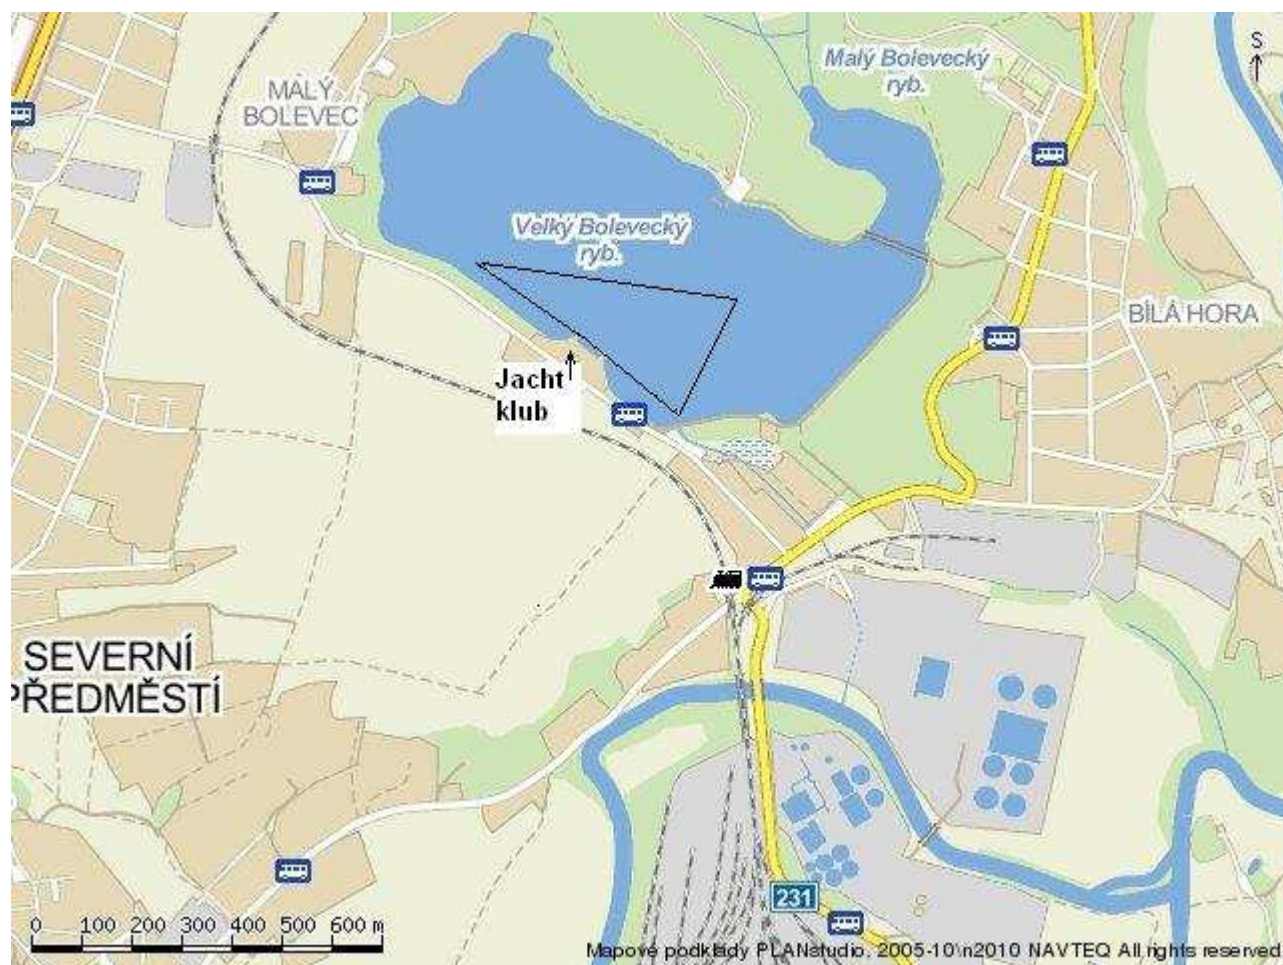 S
Malý Bolevecký
ryb.
MALÝ
BOLEVEC
Velký Bolevecký
ryb.
BÍLÁ HORA
Jacht
klub
SEVERNÍ
PŘEDMĚSTÍ
231
0 100 200 300 400 500 600 m
Mapové podklady PLANstudio, 2005-10\n2010 NAVTEQ All rights reserved